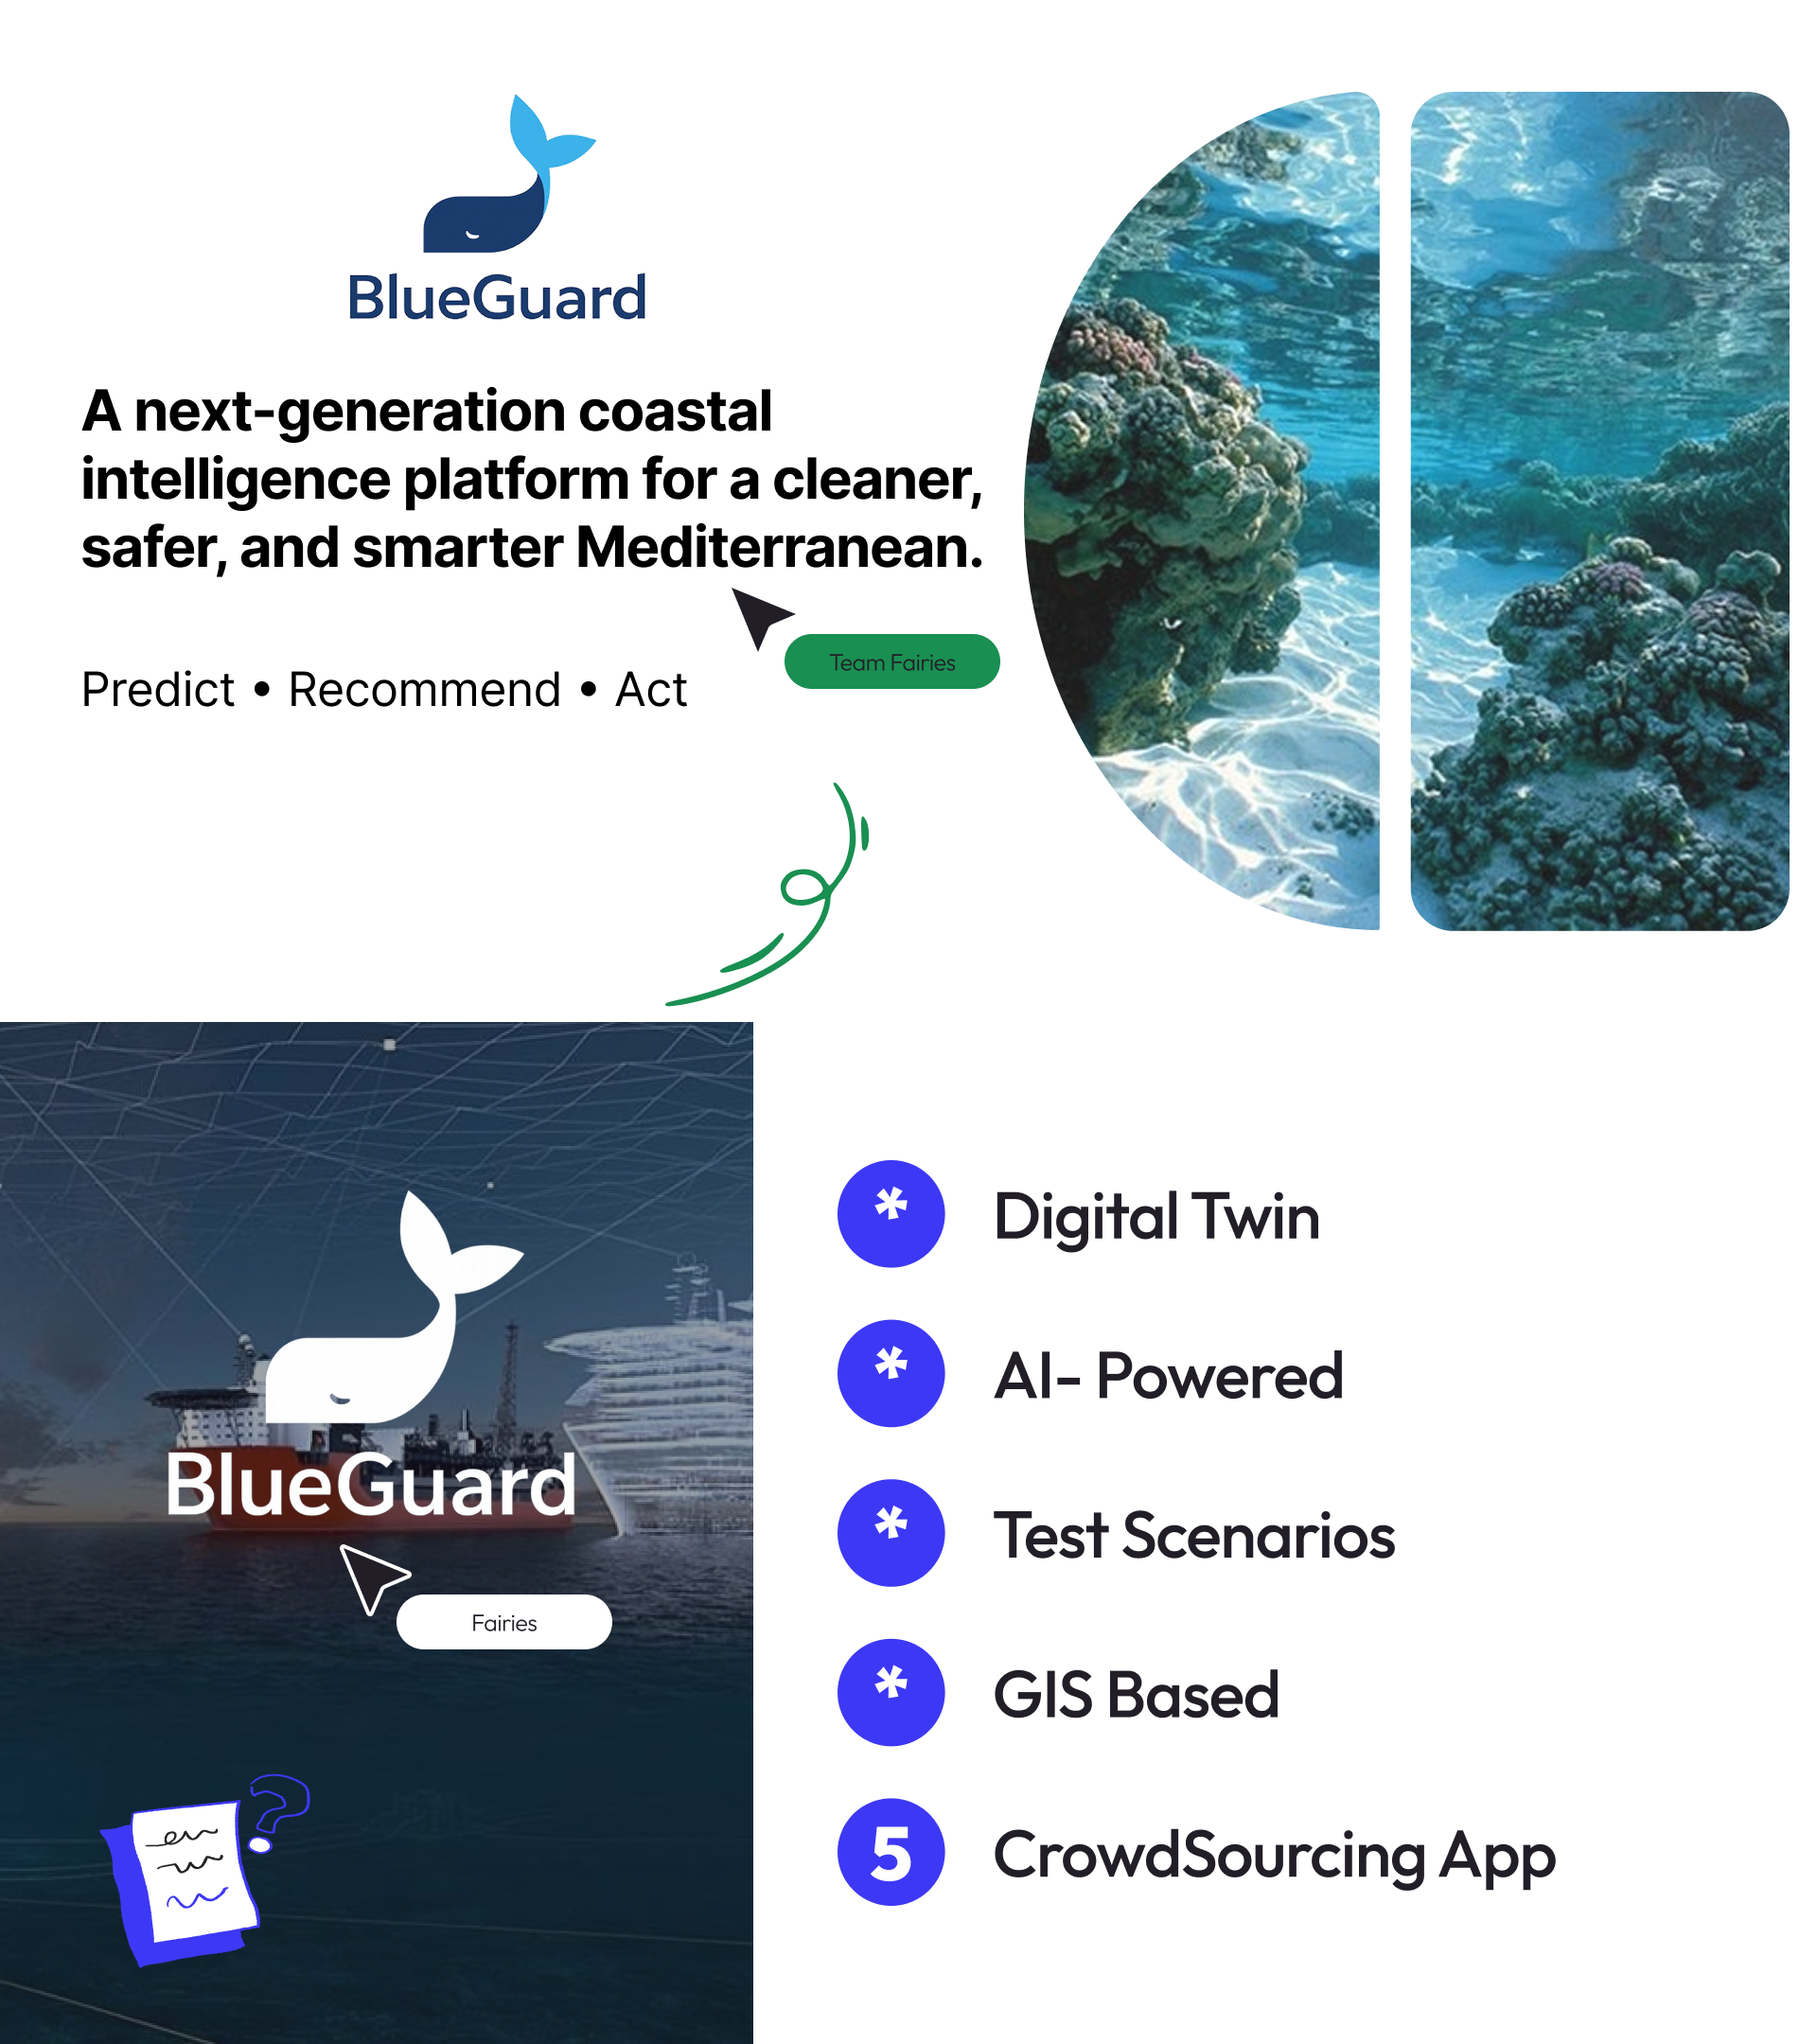 BlueGuard
A next-generation coastal
intelligence platform for a cleaner,
safer, and smarter Mediterranean.
Team Fairies
Predict • Recommend • Act
BlueGuard
Fairies
* Digital Twin
* AI- Powered
* Test Scenarios
* GIS Based
5 CrowdSourcing App